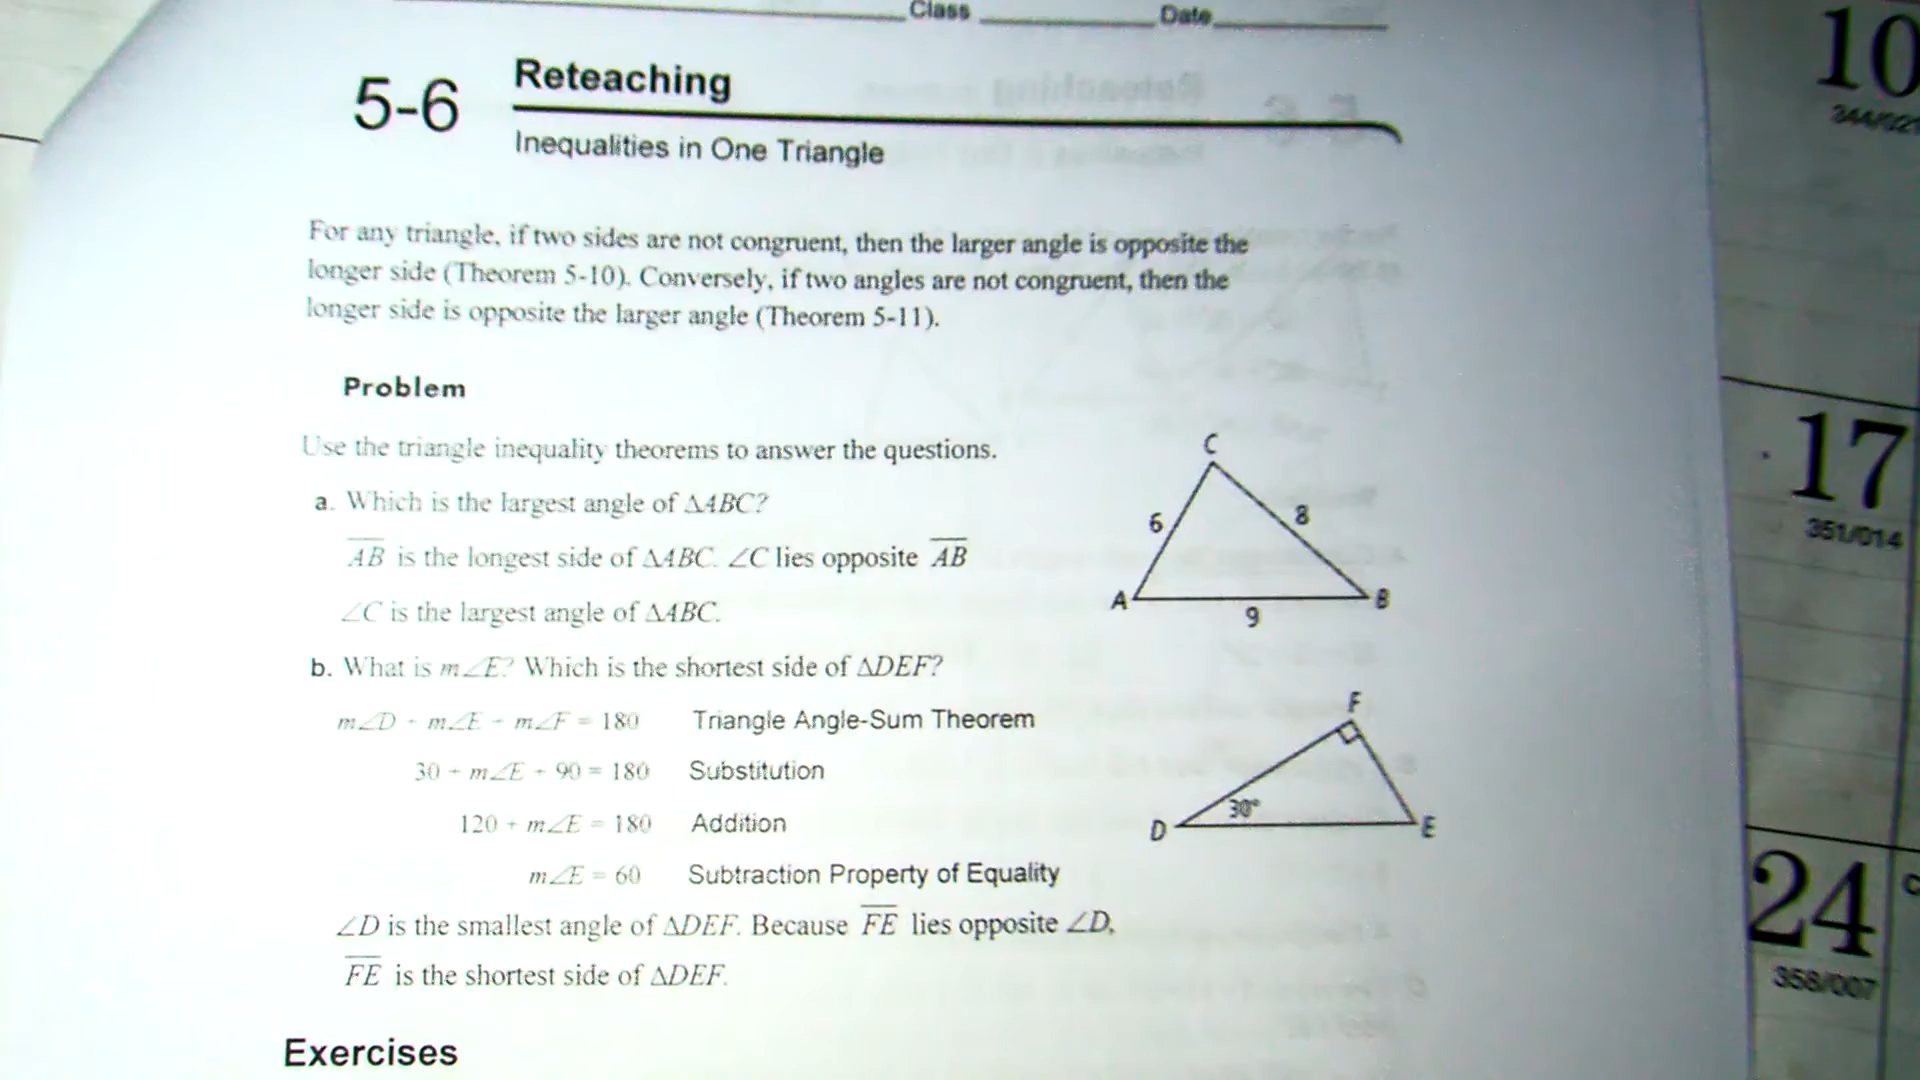 Class Date
5-6 Reteaching
Inequalities in One Triangle
For any triangle, if two sides are not congruent, then the larger angle is opposite the
longer side (Theorem 5-10). Conversely, if two angles are not congruent, then the
longer side is opposite the larger angle (Theorem 5-11).
Problem
Use the triangle inequality theorems to answer the questions.
a. Which is the largest angle of ΔABC?
AB is the longest side of ΔABC. ∠C lies opposite AB
∠C is the largest angle of ΔABC.
C
6
8
A
B
9
b. What is m∠E? Which is the shortest side of ΔDEF?
m∠D + m∠E + m∠F = 180 Triangle Angle-Sum Theorem
30 + m∠E + 90 = 180 Substitution
120 + m∠E = 180 Addition
m∠E = 60 Subtraction Property of Equality
F
30°
D
E
∠D is the smallest angle of ΔDEF. Because FE lies opposite ∠D,
FE is the shortest side of ΔDEF.
Exercises
10
344/021
17
351/014
24
358/007